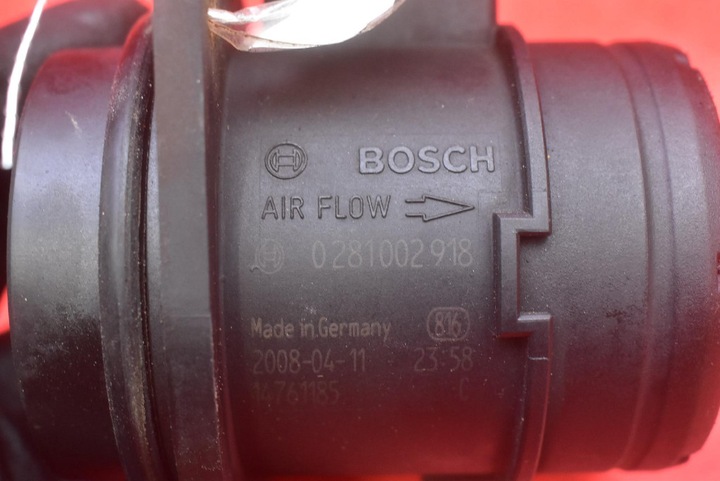 BOSCH
AIR FLOW
0 281 002 918
Made in Germany 816
2008-04-11 23:58
14761185 C